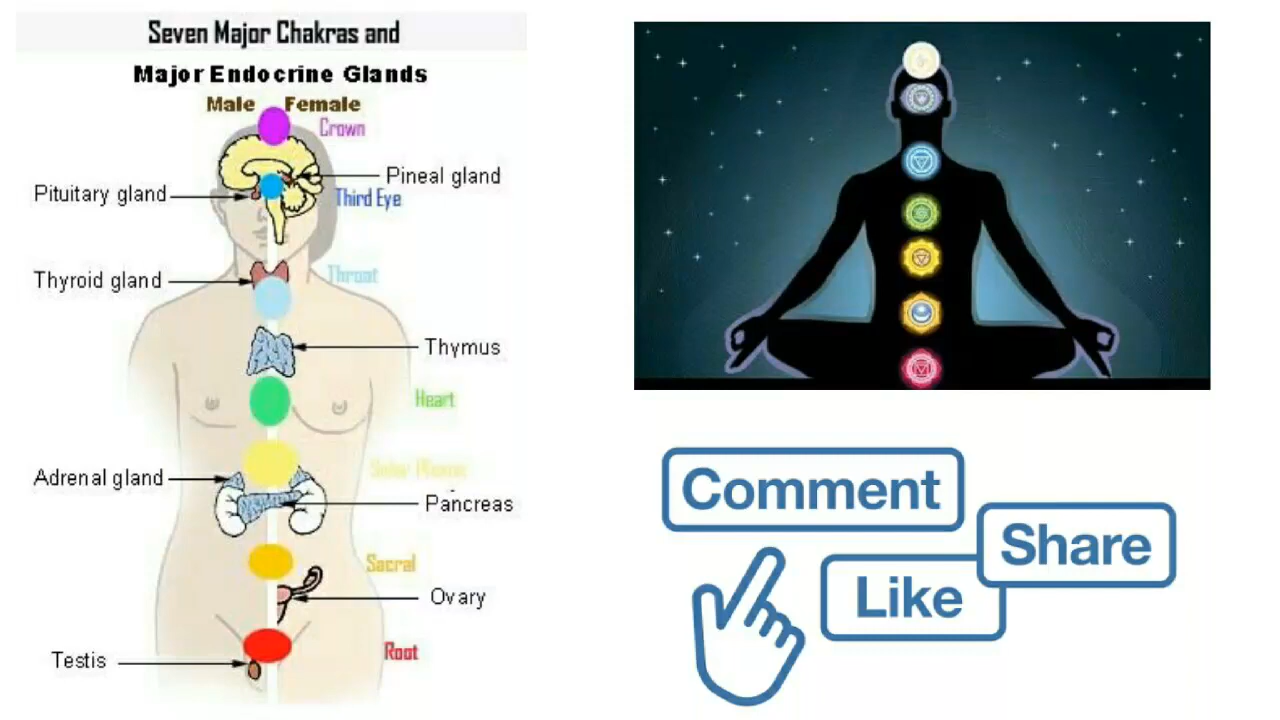 Seven Major Chakras and
Major Endocrine Glands
Male Female
Crown
Pineal gland
Pituitary gland
Third Eye
Thyroid gland
Throat
Thymus
Heart
Solar Plexus
Adrenal gland
Pancreas
Sacral
Ovary
Root
Testis
Comment
Share
Like